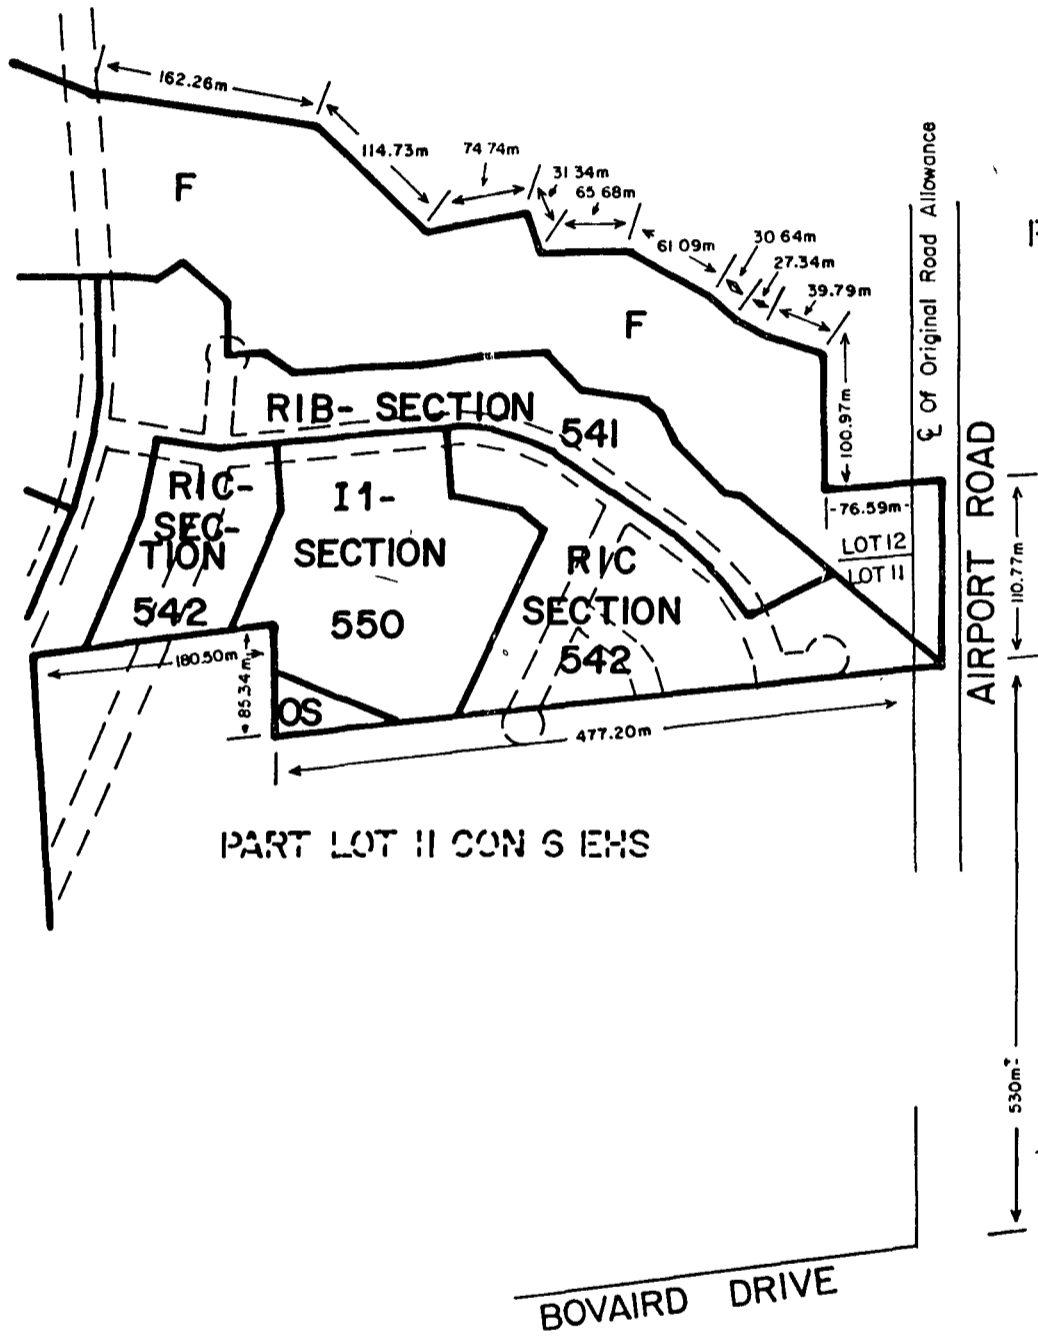 162.26m
114.73m
74 74m
31 34m
65 68m
61 09m
30 64m
27.34m
39.79m
F
F
100.97m
℄ Of Original Road Allowance
AIRPORT ROAD
RIB- SECTION
541
RIC-
SEC-
TION
542
I1-
SECTION
550
RIC
SECTION
542
76.59m
LOT 12
LOT 11
110.77m
180.50m
85.34m
OS
477.20m
PART LOT 11 CON 6 EHS
530m±
BOVAIRD DRIVE